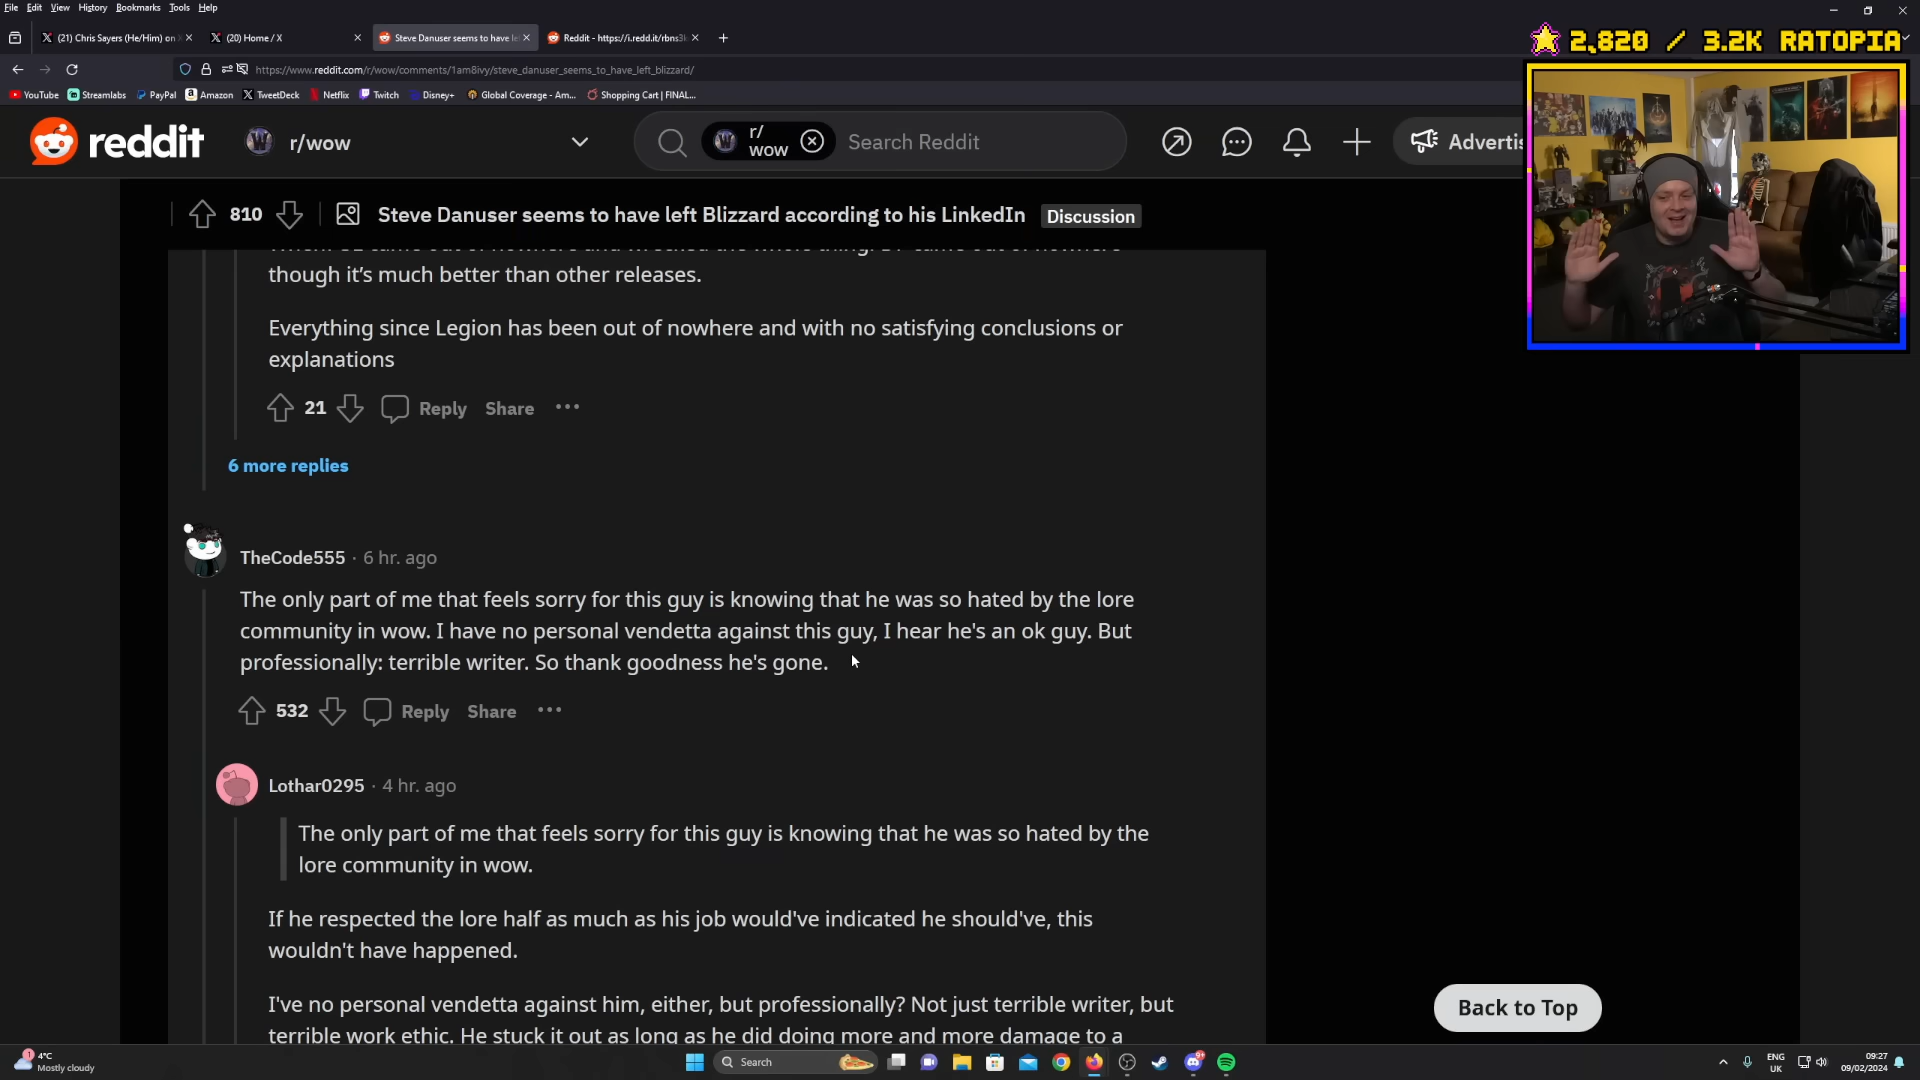 File Edit View History Bookmarks Tools Help
(21) Chris Sayers (He/Him) on
(20) Home / X
Steve Danuser seems to have le
Reddit - https://i.redd.it/rbns3
2,820 / 3.2K RATOPIA
https://www.reddit.com/r/wow/comments/1am8ivy/steve_danuser_seems_to_have_left_blizzard/
YouTube Streamlabs PayPal Amazon TweetDeck Netflix Twitch Disney+ Global Coverage - Am... Shopping Cart | FINAL...
reddit r/wow r/ wow Search Reddit Advertis
810 Steve Danuser seems to have left Blizzard according to his LinkedIn Discussion
though it's much better than other releases.
Everything since Legion has been out of nowhere and with no satisfying conclusions or
explanations
21 Reply Share ...
6 more replies
TheCode555 · 6 hr. ago
The only part of me that feels sorry for this guy is knowing that he was so hated by the lore
community in wow. I have no personal vendetta against this guy, I hear he's an ok guy. But
professionally: terrible writer. So thank goodness he's gone.
532 Reply Share ...
Lothar0295 · 4 hr. ago
The only part of me that feels sorry for this guy is knowing that he was so hated by the
lore community in wow.
If he respected the lore half as much as his job would've indicated he should've, this
wouldn't have happened.
I've no personal vendetta against him, either, but professionally? Not just terrible writer, but
terrible work ethic. He stuck it out as long as he did doing more and more damage to a
Back to Top
4°C
Mostly cloudy
Search
ENG
UK
09:27
09/02/2024